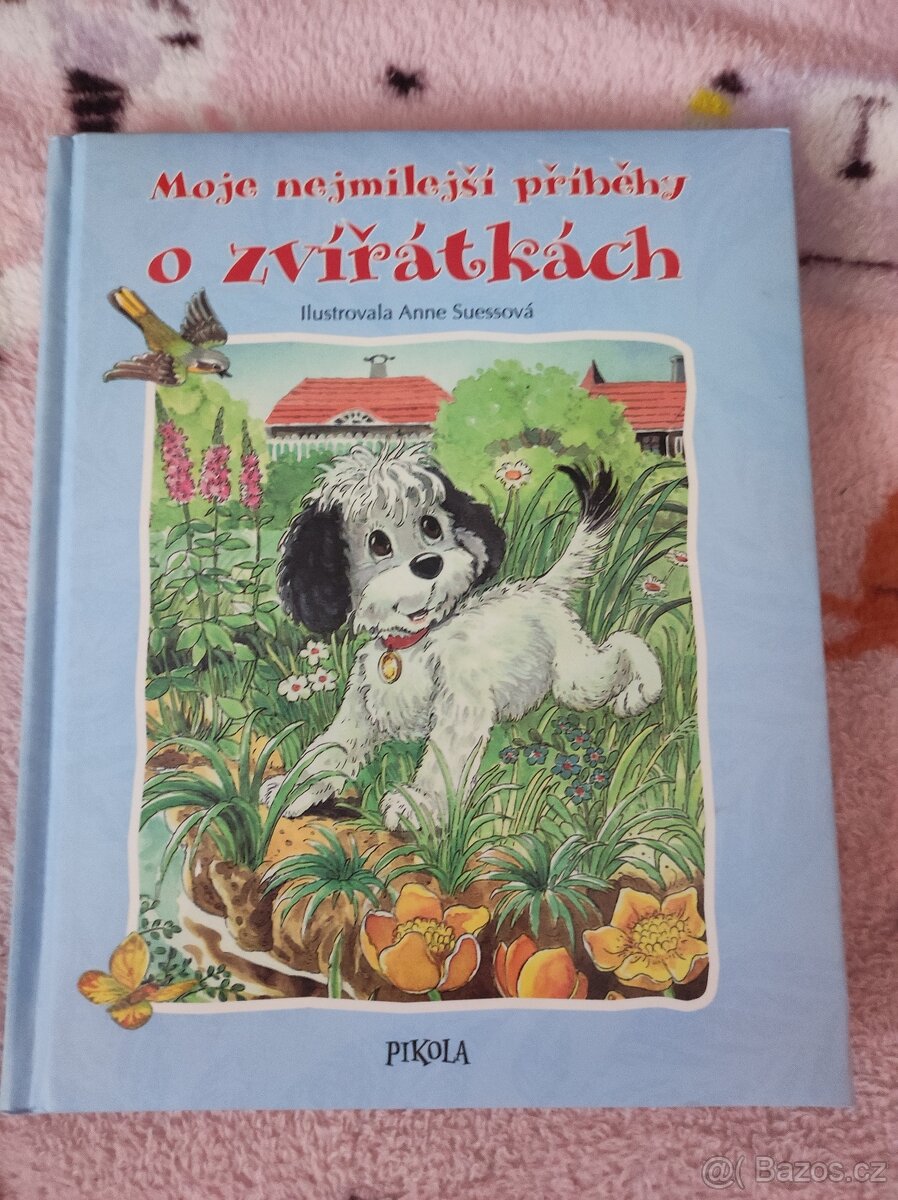 Moje nejmilejší příběhy
o zvířátkách
Ilustrovala Anne Suessová
PIKOLA
@( Bazos.cz